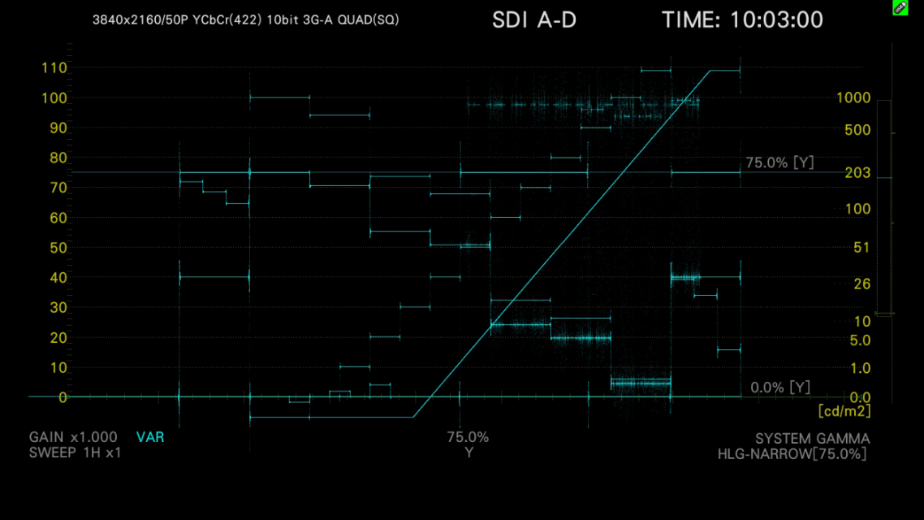 3840x2160/50P YCbCr(422) 10bit 3G-A QUAD(SQ)
SDI A-D
TIME: 10:03:00
110
100
90
80
70
60
50
40
30
20
10
0
1000
500
75.0% [Y]
203
100
51
26
10
5.0
1.0
0.0% [Y]
0.0
[cd/m2]
GAIN x1.000 VAR
SWEEP 1H x1
75.0%
Y
SYSTEM GAMMA
HLG-NARROW[75.0%]